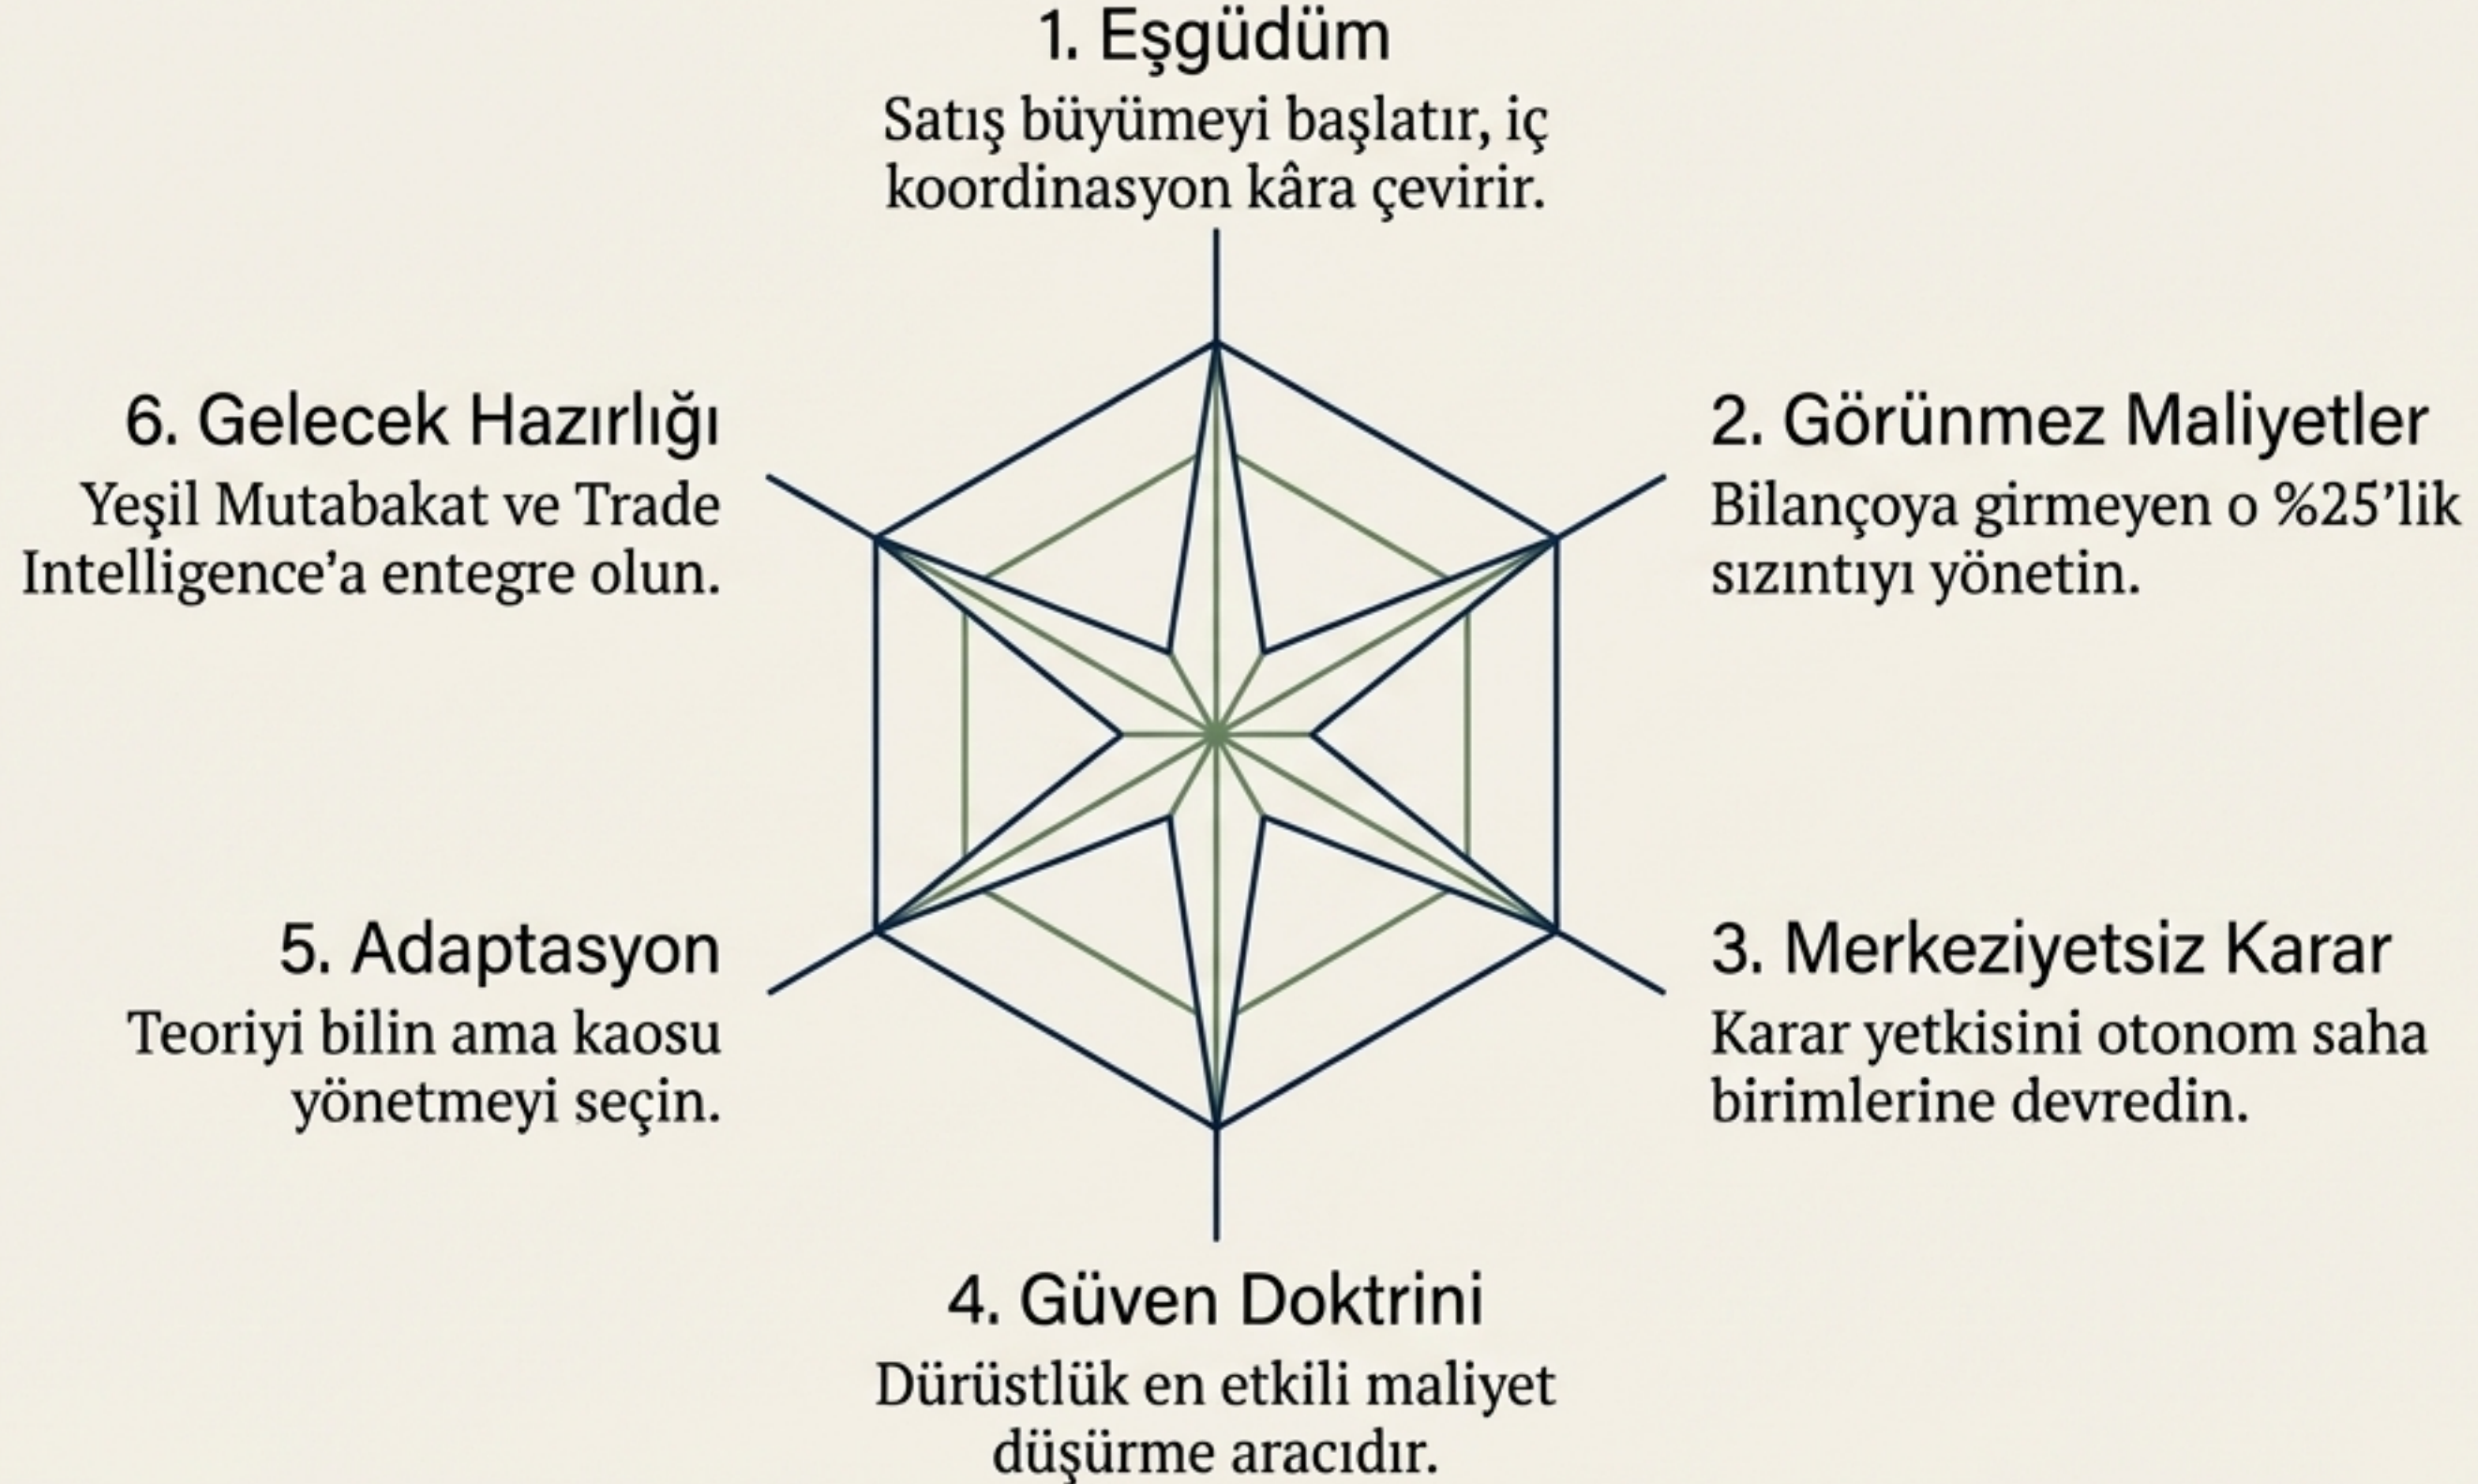 1. Eşgüdüm
Satış büyümeyi başlatır, iç
koordinasyon kâra çevirir.
2. Görünmez Maliyetler
Bilançoya girmeyen o %25’lik
sızıntıyı yönetin.
3. Merkeziyetsiz Karar
Karar yetkisini otonom saha
birimlerine devredin.
4. Güven Doktrini
Dürüstlük en etkili maliyet
düşürme aracıdır.
5. Adaptasyon
Teoriyi bilin ama kaosu
yönetmeyi seçin.
6. Gelecek Hazırlığı
Yeşil Mutabakat ve Trade
Intelligence’a entegre olun.